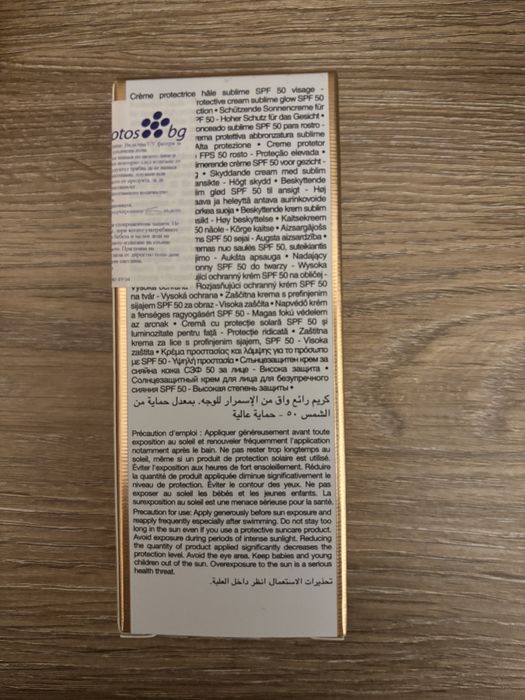 Crème protectrice hâle sublime SPF 50 visage -
rotective cream sublime glow SPF 50
ction • Schützende Sonnencreme für
PF 50 - Hoher Schutz für das Gesicht •
onceado sublime SPF 50 para rostro -
rema protettiva abbronzatura sublime
Alta protezione • Creme protetor
FPS 50 rosto - Proteção elevada •
imerende crème SPF 50 voor gezicht -
g • Skyddande cream med sublim
ansikte - Högt skydd • Beskyttende
lim glød SPF 50 til ansigt - Høj
sava ja heleyttä antava aurinkovoide
orkea suoja • Beskyttende krem sublim
nsikt - Høy beskyttelse • Kaitsekreem
50 näole - Kõrge kaitse • Aizsargājošs
ms SPF 50 sejai - Augsta aizsardzība •
remas nuo saulės SPF 50, suteikiantis
jimo - Aukšta apsauga • Nadający
onny SPF 50 do twarzy - Wysoka
ujúci ochranný krém SPF 50 na obličej -
Vysoká ochrana • Rozjasňující ochranný krém SPF 50
na tvár - Vysoká ochrana • Zaščitna krema s prefinjenim
sijajem SPF 50 za obraz - Visoka zaščita • Napvédő krém
a fenséges ragyogásért SPF 50 - Magas fokú védelem
az arcnak • Cremă cu protecție solară SPF 50 și
luminozitate pentru față - Protecție ridicată • Zaštitna
krema za lice s profinjenim sjajem, SPF 50 - Visoka
zaštita • Κρέμα προστασίας και λάμψης για το πρόσωπο
με SPF 50 - Υψηλή προστασία • Слънцезащитен крем за
сияйна кожа СЗФ 50 за лице - Висока защита •
Солнцезащитный крем для лица для безупречного
сияния SPF 50 - Высокая степень защиты •
كريم رائع واق من الإسمرار للوجه. بمعدل حماية من
الشمس ٥٠ - حماية عالية
otos bg
Précaution d'emploi : Appliquer généreusement avant toute
exposition au soleil et renouveler fréquemment l'application
notamment après le bain. Ne pas rester trop longtemps au
soleil, même si un produit de protection solaire est utilisé.
Éviter l'exposition aux heures de fort ensoleillement. Réduire
la quantité de produit appliquée diminue significativement le
niveau de protection. Éviter le contour des yeux. Ne pas
exposer au soleil les bébés et les jeunes enfants. La
surexposition au soleil est une menace sérieuse pour la santé.
Precaution for use: Apply generously before sun exposure and
reapply frequently especially after swimming. Do not stay too
long in the sun even if you use a protective suncare product.
Avoid exposure during periods of intense sunlight. Reducing
the quantity of product applied significantly decreases the
protection level. Avoid the eye area. Keep babies and young
children out of the sun. Overexposure to the sun is a serious
health threat.
تحذيرات الاستعمال انظر داخل العلبة.